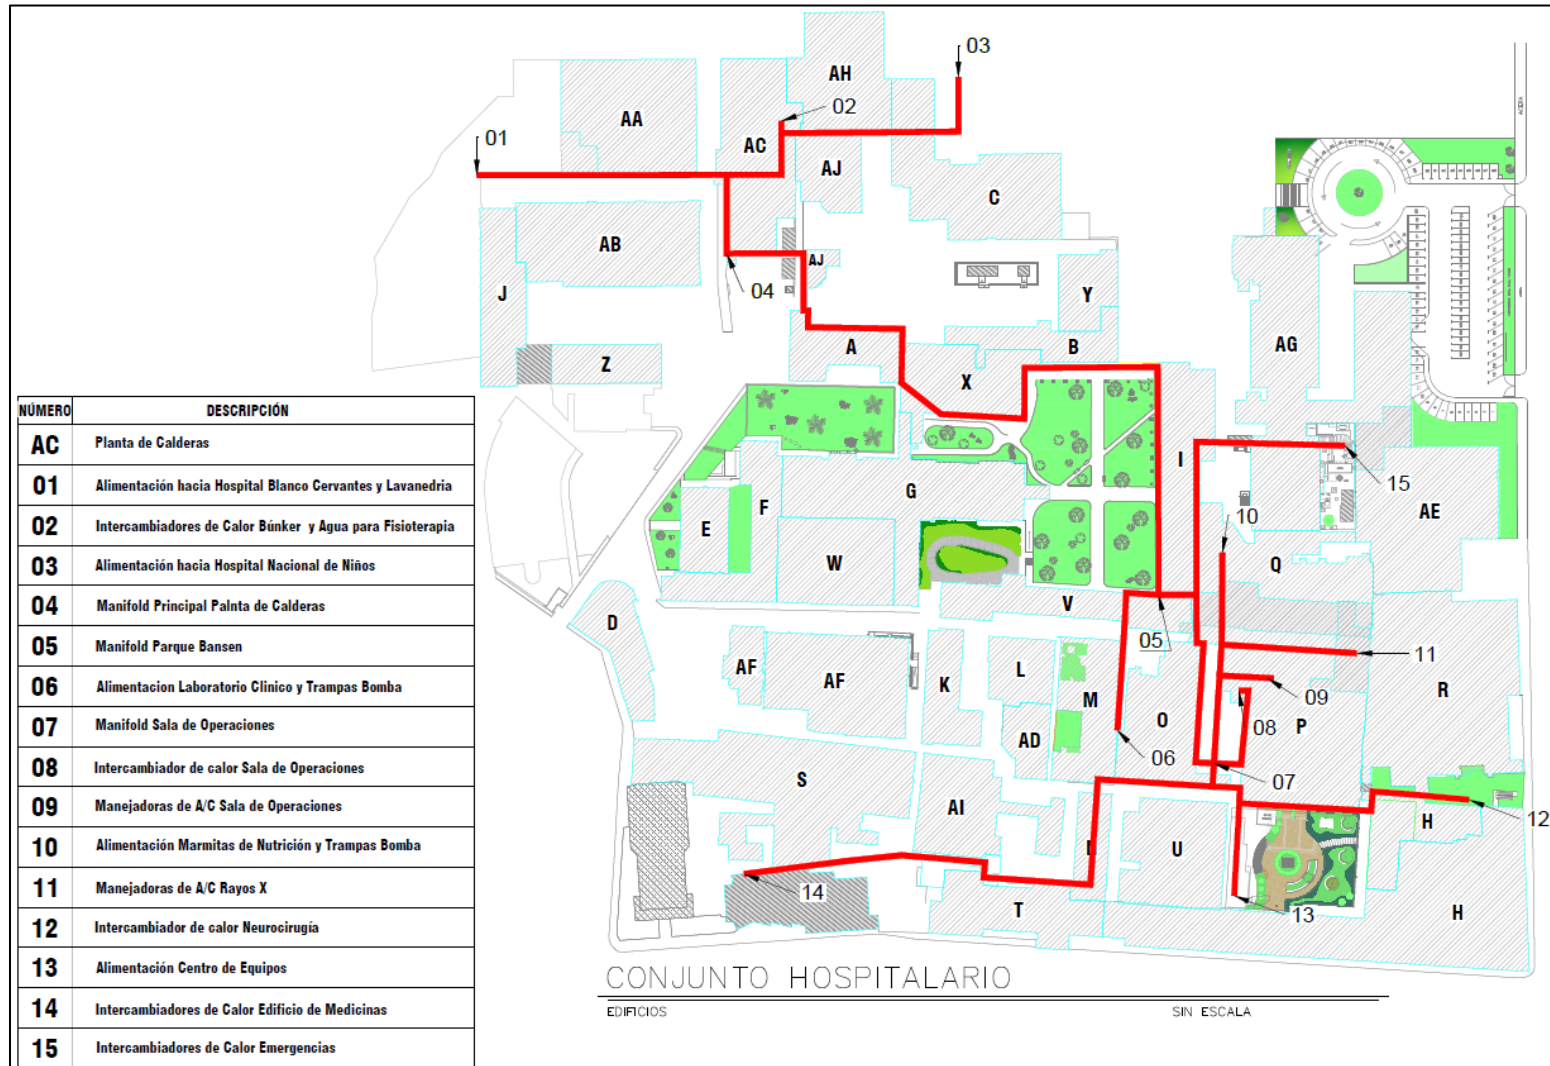 03
AH
02
AA
01
AC
AJ
C
AB
AJ
04
J
Y
AG
A
B
X
Z
I
15
G
10
AE
F
E
W
Q
V
D
05
11
AF
AF
K
L
M
O
09
P
R
08
AD
06
07
S
AI
12
H
U
14
T
13
H
NÚMERO DESCRIPCIÓN
AC Planta de Calderas
01 Alimentación hacia Hospital Blanco Cervantes y Lavanedria
02 Intercambiadores de Calor Búnker y Agua para Fisioterapia
03 Alimentación hacia Hospital Nacional de Niños
04 Manifold Principal Palnta de Calderas
05 Manifold Parque Bansen
06 Alimentacion Laboratorio Clinico y Trampas Bomba
07 Manifold Sala de Operaciones
08 Intercambiador de calor Sala de Operaciones
09 Manejadoras de A/C Sala de Operaciones
10 Alimentación Marmitas de Nutrición y Trampas Bomba
11 Manejadoras de A/C Rayos X
12 Intercambiador de calor Neurocirugía
13 Alimentación Centro de Equipos
14 Intercambiadores de Calor Edificio de Medicinas
15 Intercambiadores de Calor Emergencias
CONJUNTO HOSPITALARIO
EDIFICIOS SIN ESCALA